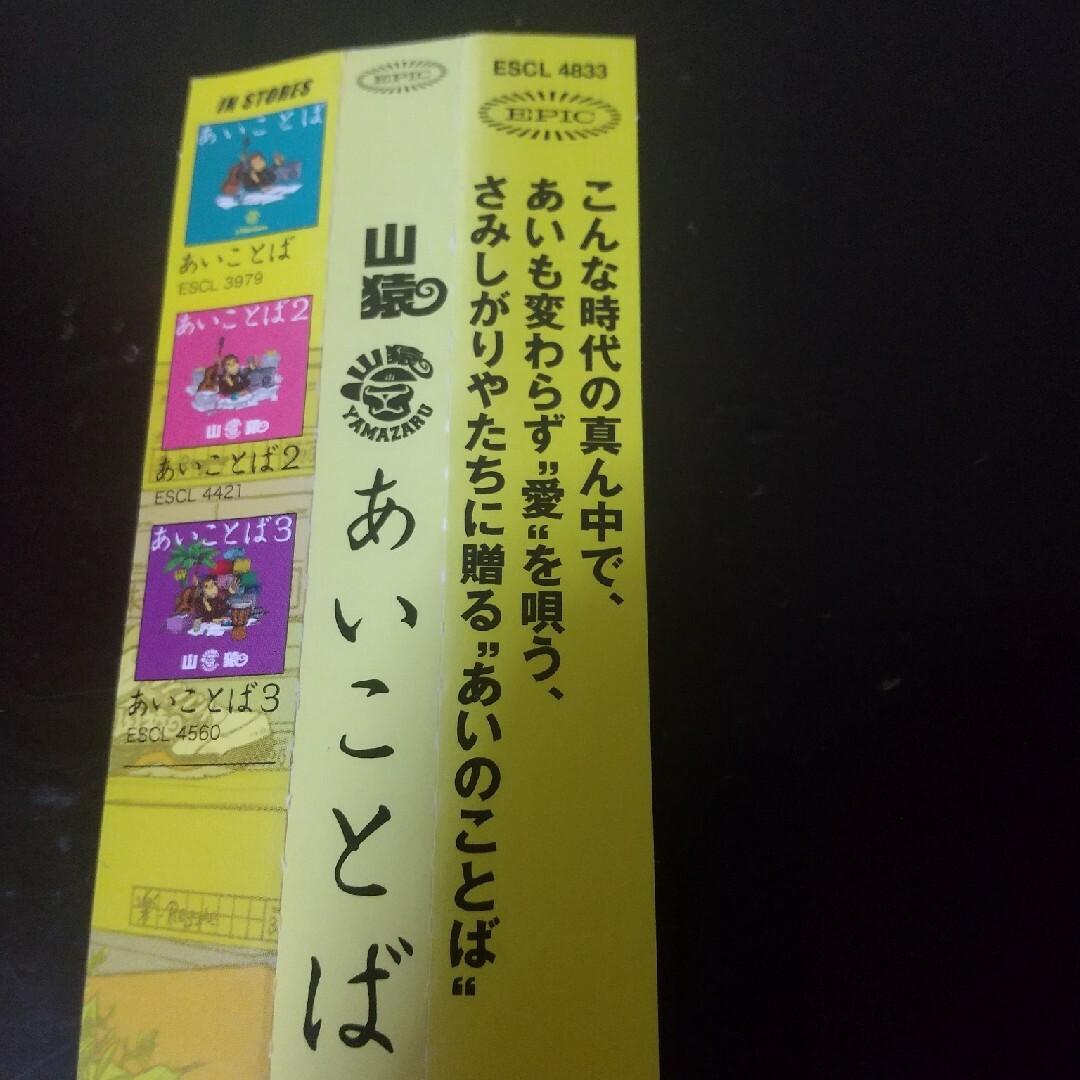 IN STORES
あいことば
あいことば
ESCL 3979
あいことば2
山猿
あいことば2
ESCL 4421
あいことば3
山猿
あいことば3
ESCL 4560
EPIC
山猿
山猿
YAMAZARU
あいことば
ESCL 4833
EPIC
こんな時代の真ん中で、
あいも変わらず”愛“を唄う、
さみしがりやたちに贈る”あいのことば“